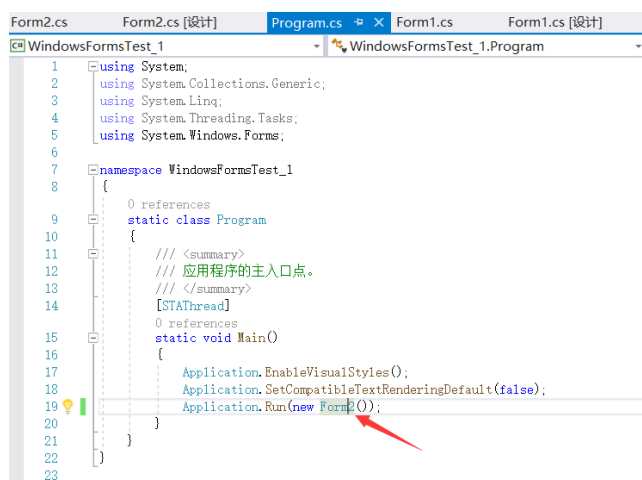 Form2.cs Form2.cs [设计] Program.cs Form1.cs Form1.cs [设计]
C# WindowsFormsTest_1 WindowsFormsTest_1.Program
1 using System;
2 using System.Collections.Generic;
3 using System.Linq;
4 using System.Threading.Tasks;
5 using System.Windows.Forms;
6
7 namespace WindowsFormsTest_1
8 {
0 references
9 static class Program
10 {
11 /// <summary>
12 /// 应用程序的主入口点。
13 /// </summary>
14 [STAThread]
0 references
15 static void Main()
16 {
17 Application.EnableVisualStyles();
18 Application.SetCompatibleTextRenderingDefault(false);
19 Application.Run(new Form2());
20 }
21 }
22 }
23